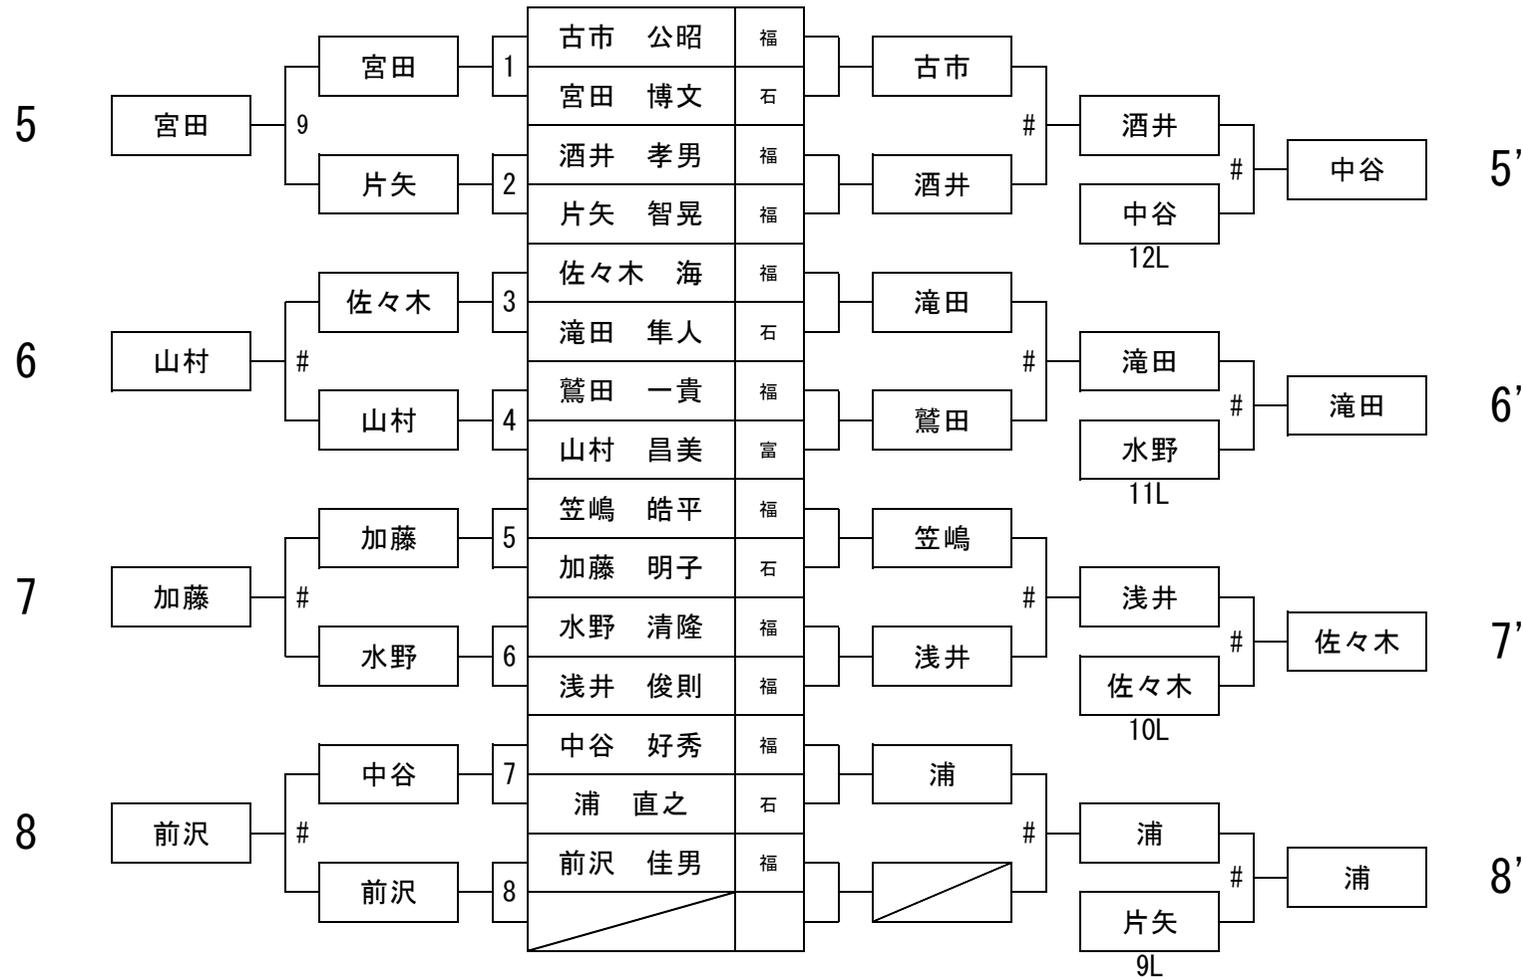 古市　公昭 福
宮田 1 古市
5 宮田 9 宮田　博文 石 # 酒井
酒井　孝男 福 # 中谷 5’
片矢 2 酒井
片矢　智晃 福 中谷
12L
佐々木　海 福
佐々木 3 滝田
滝田　隼人 石
6 山村 # # 滝田
鷲田　一貴 福 # 滝田 6’
山村 4 鷲田
山村　昌美 富 水野
11L
笠嶋　皓平 福
加藤 5 笠嶋
加藤　明子 石
7 加藤 # # 浅井
水野　清隆 福 # 佐々木 7’
水野 6 浅井
浅井　俊則 福 佐々木
10L
中谷　好秀 福
中谷 7 浦
浦　直之 石
8 前沢 # # 浦
前沢　佳男 福 # 浦 8’
前沢 8
片矢
9L